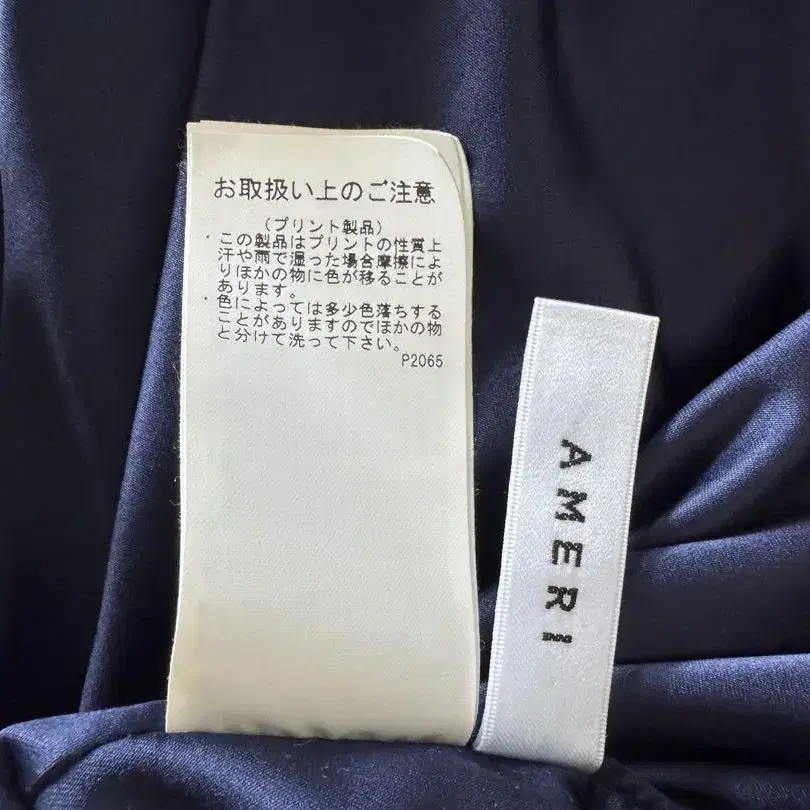 お取扱い上のご注意
(プリント製品)
・この製品はプリントの性質上
汗や雨で湿った場合摩擦によ
りほかの物に色が移ることが
あります。
・色によっては多少色落ちする
ことがありますのでほかの物
と分けて洗って下さい。
P2065
AMERI